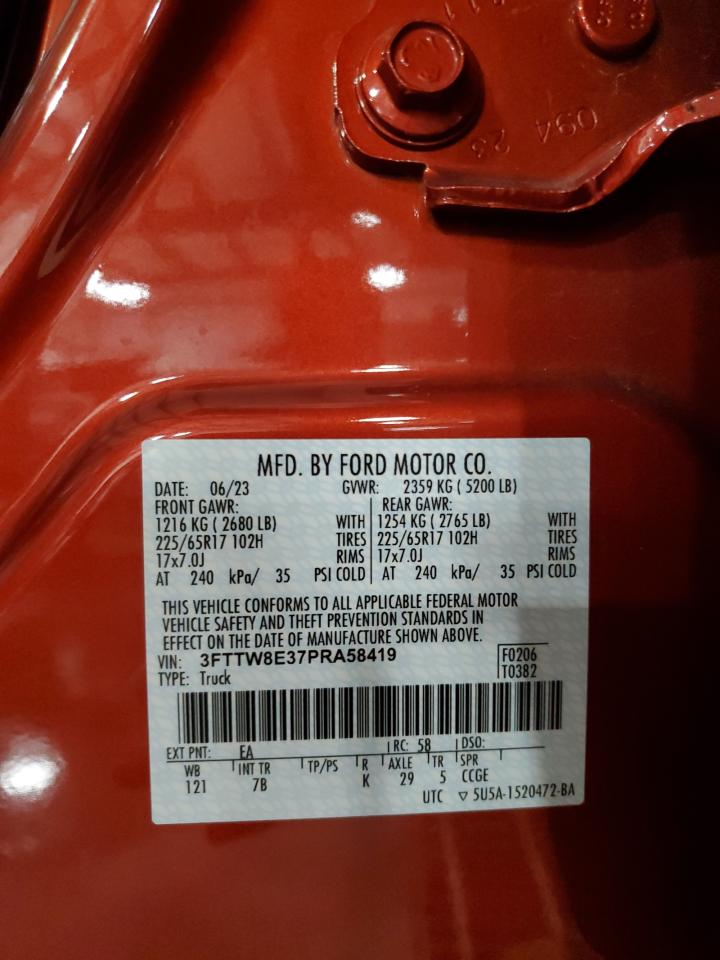 094 23
MFD. BY FORD MOTOR CO.
DATE: 06/23 GVWR: 2359 KG ( 5200 LB)
FRONT GAWR: REAR GAWR:
1216 KG ( 2680 LB) WITH 1254 KG ( 2765 LB) WITH
225/65R17 102H TIRES 225/65R17 102H TIRES
17x7.0J RIMS 17x7.0J RIMS
AT 240 kPa/ 35 PSI COLD AT 240 kPa/ 35 PSI COLD
THIS VEHICLE CONFORMS TO ALL APPLICABLE FEDERAL MOTOR
VEHICLE SAFETY AND THEFT PREVENTION STANDARDS IN
EFFECT ON THE DATE OF MANUFACTURE SHOWN ABOVE.
VIN: 3FTTW8E37PRA58419 F0206
TYPE: Truck T0382
EXT PNT: EA RC: 58 DSO:
WB INT TR TP/PS R AXLE TR SPR
121 7B K 29 5 CCGE
UTC ▽ 5U5A-1520472-BA